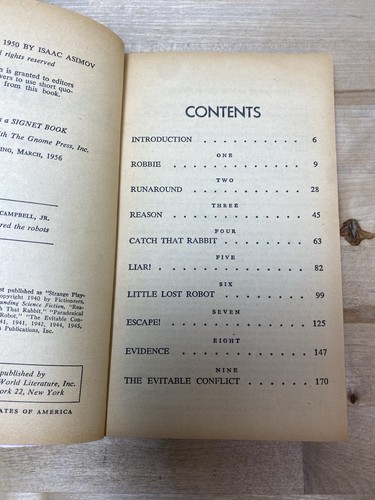 1950 BY ISAAC ASIMOV
rights reserved
is granted to editors
to use short quo-
from this book.
a SIGNET BOOK
The Gnome Press, Inc.
MARCH, 1956
CAMPBELL, JR.
the robots
published as "Strange Play-
copyright 1940 by Fictioneers,
Science Fiction, "Rea-
That Rabbit," "Paradoxical
Robot," "The Evitable Con-
41, 1941, 1942, 1944, 1945,
Publications, Inc.
published by
World Literature, Inc.
22, New York
OF AMERICA
CONTENTS
INTRODUCTION . . . . . . . . . . 6
ONE
ROBBIE . . . . . . . . . . . . . 9
TWO
RUNAROUND . . . . . . . . . . . 28
THREE
REASON . . . . . . . . . . . . . 45
FOUR
CATCH THAT RABBIT . . . . . . . . 63
FIVE
LIAR! . . . . . . . . . . . . . . 82
SIX
LITTLE LOST ROBOT . . . . . . . . 99
SEVEN
ESCAPE! . . . . . . . . . . . . . 125
EIGHT
EVIDENCE . . . . . . . . . . . . 147
NINE
THE EVITABLE CONFLICT . . . . . . 170